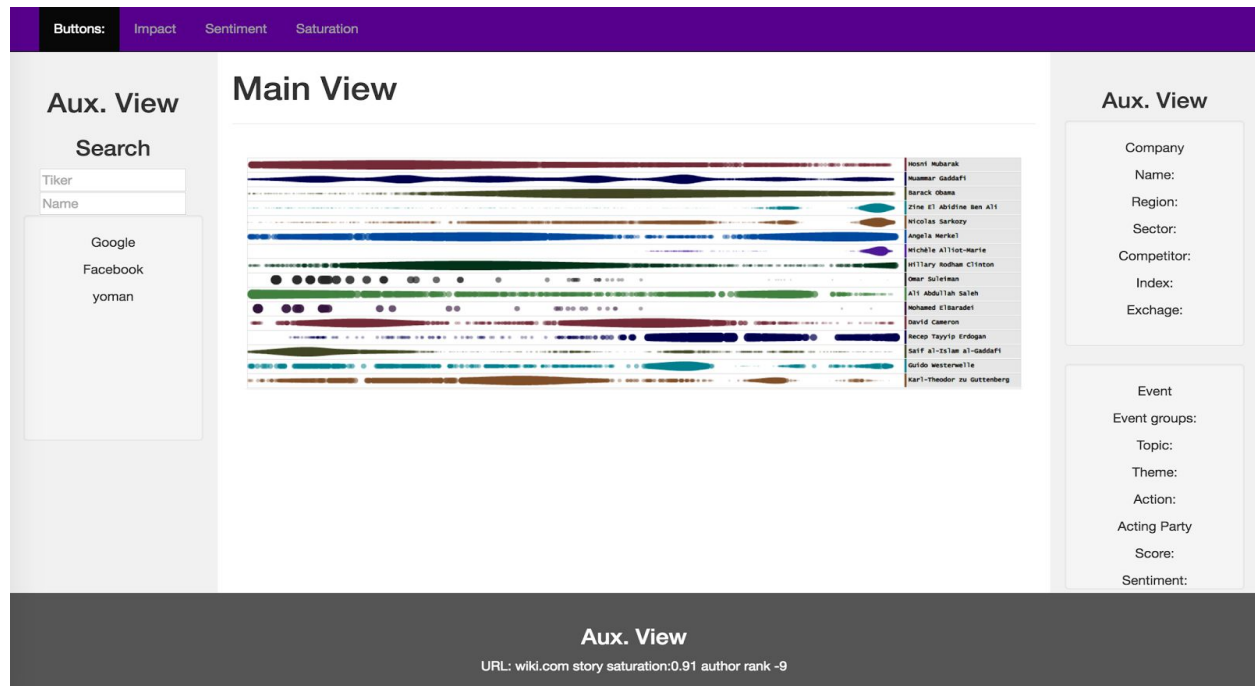 Buttons: Impact Sentiment Saturation
Aux. View
Search
Tiker
Name
Google
Facebook
yoman
Main View
Hosni Mubarak
Muammar Gaddafi
Barack Obama
Zine El Abidine Ben Ali
Nicolas Sarkozy
Angela Merkel
Michèle Alliot-Marie
Hillary Rodham Clinton
Omar Suleiman
Ali Abdullah Saleh
Mohamed ElBaradei
David Cameron
Recep Tayyip Erdogan
Saif al-Islam al-Gaddafi
Guido Westerwelle
Karl-Theodor zu Guttenberg
Aux. View
Company
Name:
Region:
Sector:
Competitor:
Index:
Exchage:
Event
Event groups:
Topic:
Theme:
Action:
Acting Party
Score:
Sentiment:
Aux. View
URL: wiki.com story saturation:0.91 author rank -9